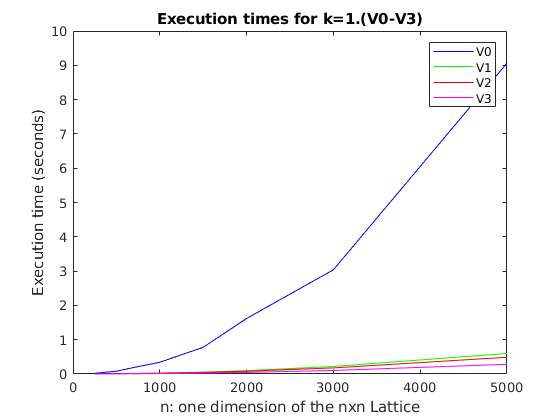 Execution times for k=1.(V0-V3)
10
9
8
7
6
5
4
3
2
1
0
Execution time (seconds)
V0
V1
V2
V3
0 1000 2000 3000 4000 5000
n: one dimension of the nxn Lattice